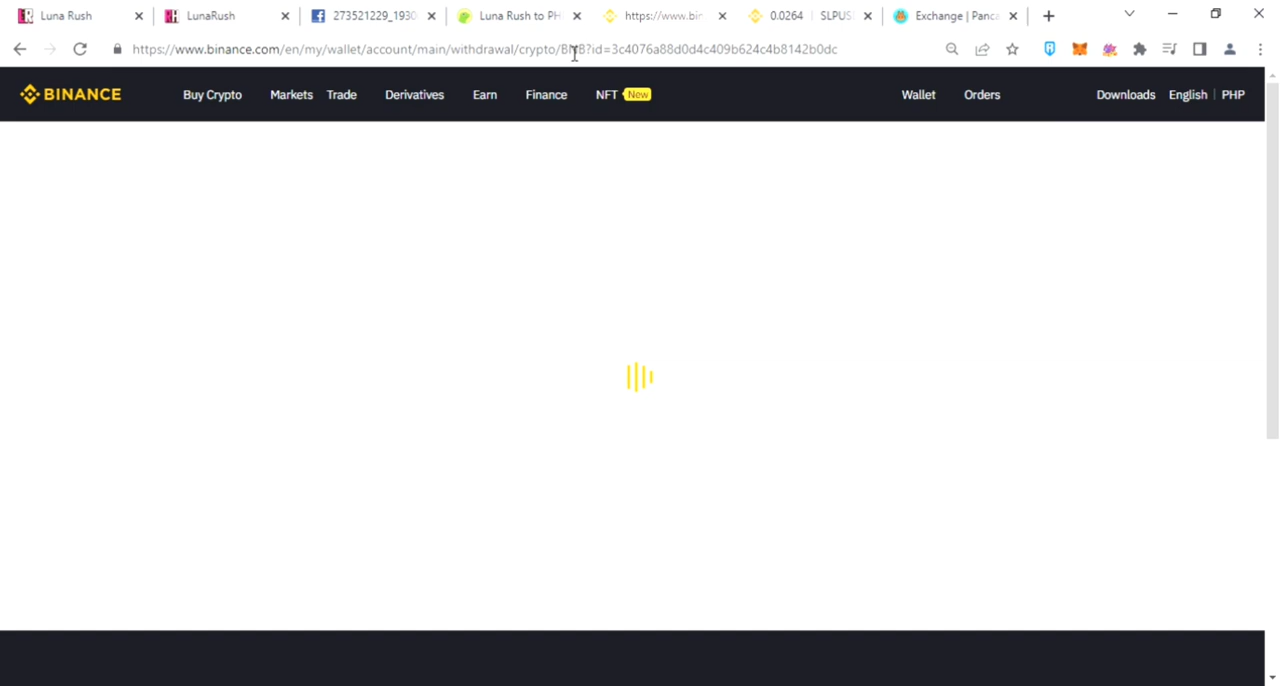 Luna Rush LunaRush 273521229_1930 Luna Rush to PH https://www.bin 0.0264 | SLPUS Exchange | Panca
https://www.binance.com/en/my/wallet/account/main/withdrawal/crypto/BNB?id=3c4076a88d0d4c409b624c4b8142b0dc
BINANCE Buy Crypto Markets Trade Derivatives Earn Finance NFT New Wallet Orders Downloads English | PHP